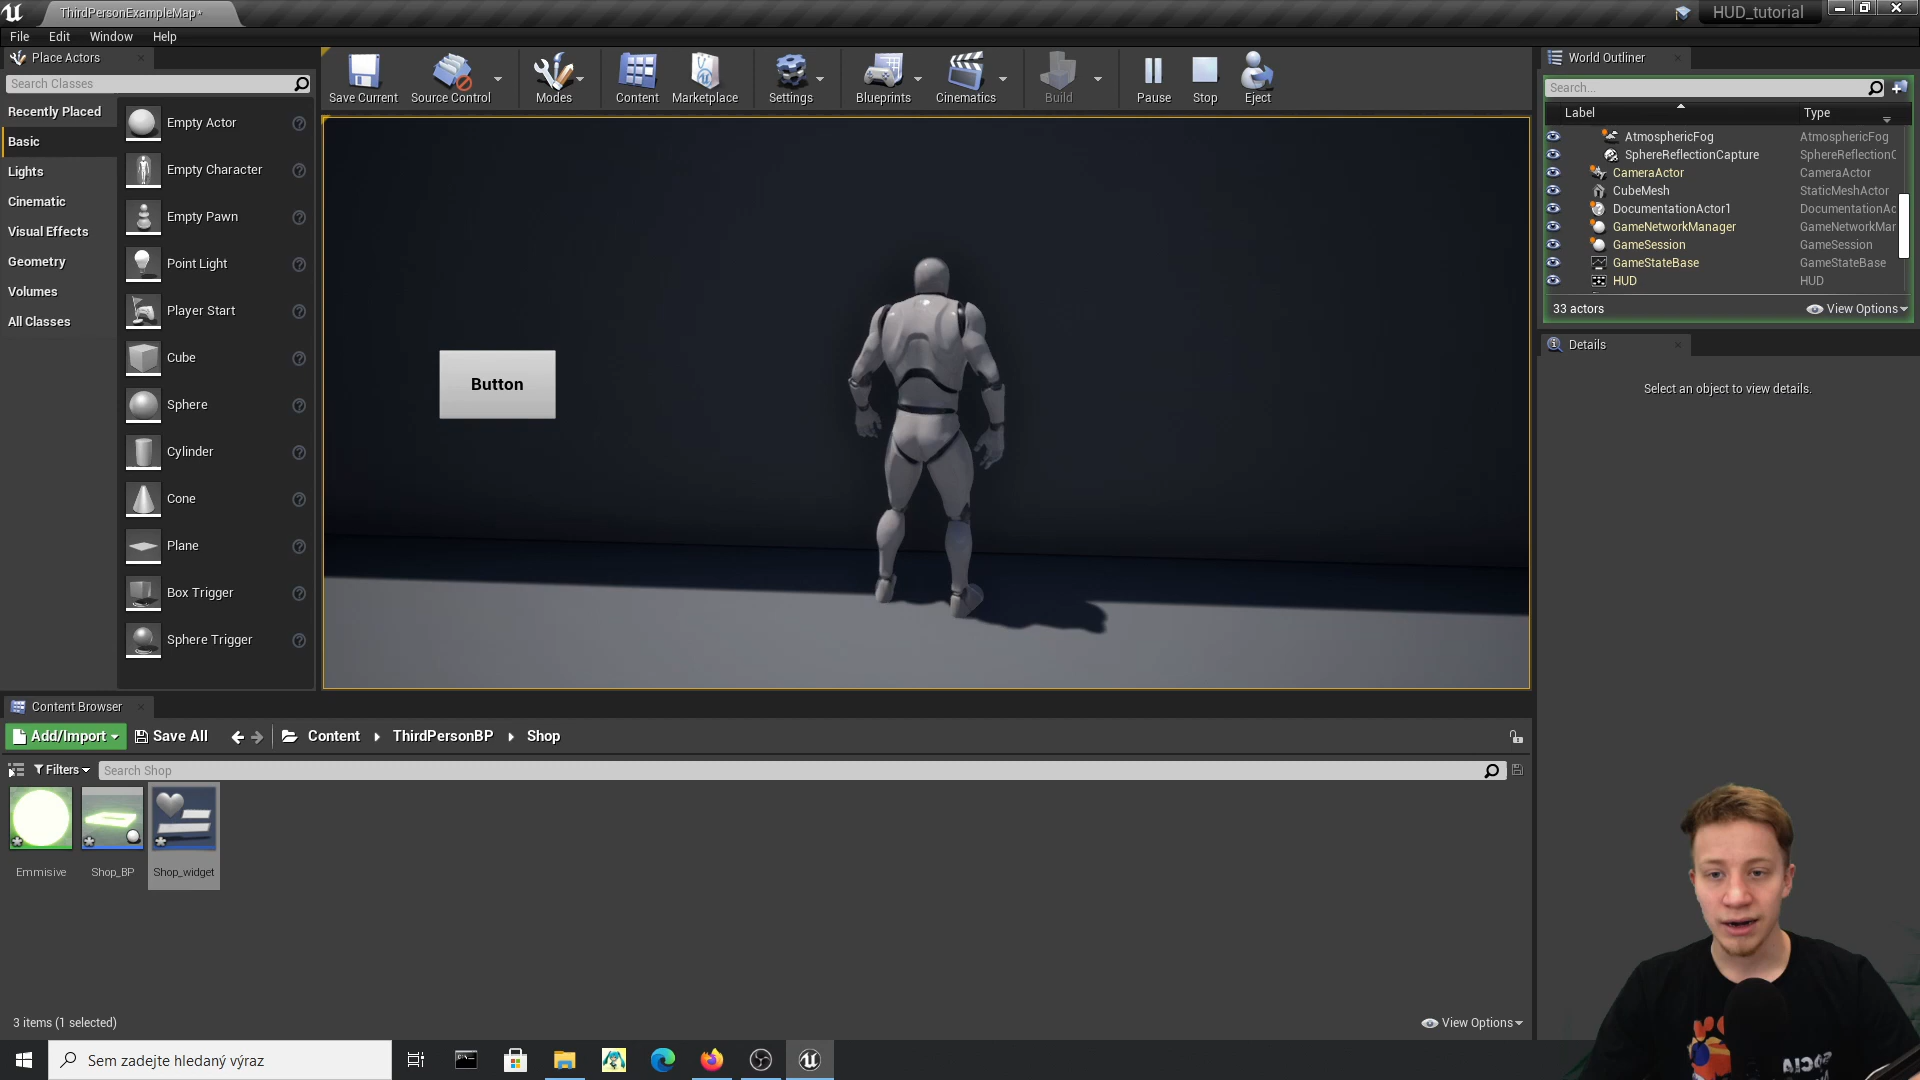 ThirdPersonExampleMap*
HUD_tutorial
File Edit Window Help
Place Actors
Search Classes
Recently Placed
Basic
Lights
Cinematic
Visual Effects
Geometry
Volumes
All Classes
Empty Actor
Empty Character
Empty Pawn
Point Light
Player Start
Cube
Sphere
Cylinder
Cone
Plane
Box Trigger
Sphere Trigger
Save Current
Source Control
Modes
Content
Marketplace
Settings
Blueprints
Cinematics
Build
Pause
Stop
Eject
Button
World Outliner
Search...
Label Type
AtmosphericFog AtmosphericFog
SphereReflectionCapture SphereReflectionC
CameraActor CameraActor
CubeMesh StaticMeshActor
DocumentationActor1 DocumentationAc
GameNetworkManager GameNetworkMar
GameSession GameSession
GameStateBase GameStateBase
HUD HUD
33 actors View Options
Details
Select an object to view details.
Content Browser
Add/Import Save All Content ThirdPersonBP Shop
Filters Search Shop
Emmisive
Shop_BP
Shop_widget
3 items (1 selected) View Options
Sem zadejte hledaný výraz